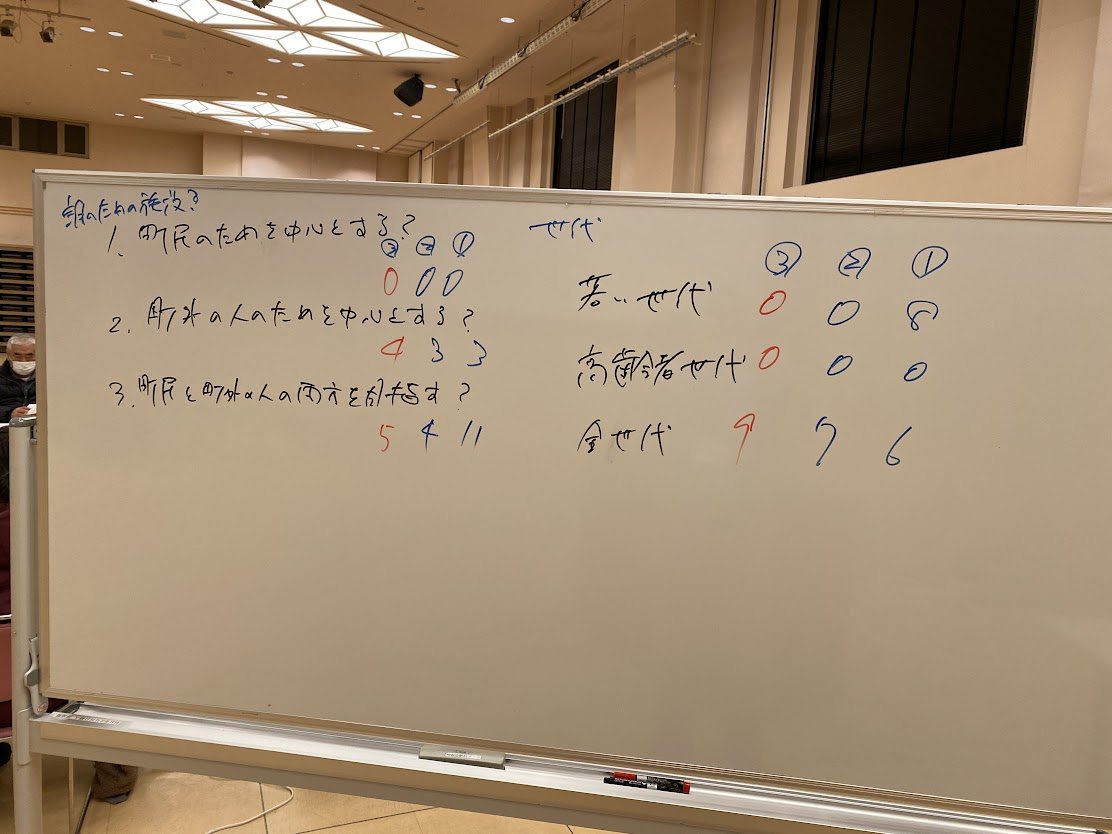 誰のための施設?
1. 町民のためを中心とする?
③ ② ①
0 0 0
2. 町外の人のためを中心とする?
4 3 3
3. 町民と町外の人の両方を目指す?
5 4 11
世代
③ ② ①
若い世代 0 0 8
高齢者世代 0 0 0
全世代 9 7 6